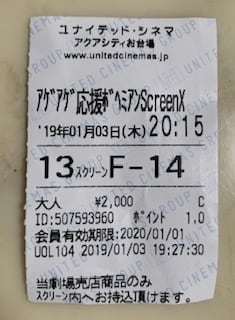 ユナイテッド・シネマ
アクアシティお台場
www.unitedcinemas.jp
ｱｹﾞｱｹﾞ応援ﾎﾞﾍﾐｱﾝScreenX
'19年01月03日(木)20:15
13スクリーンF-14
大人 ¥2,000 C
ID:507593960 ポイント 1.0
会員有効期限:2020/01/01
UOL104 2019/01/03 19:27:30
当劇場売店商品のみ
スクリーン内へお持込頂けます。
UNITED CINEMAS GROUP